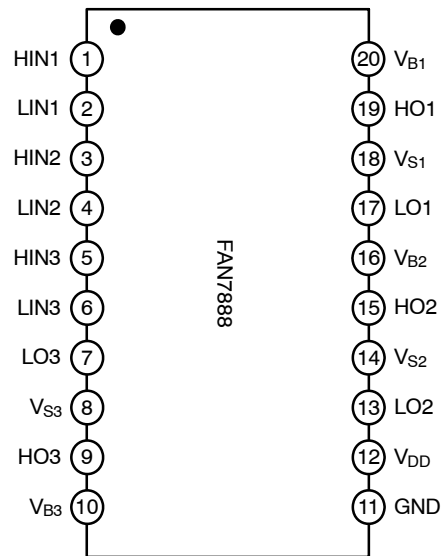 HIN1 1
LIN1 2
HIN2 3
LIN2 4
HIN3 5
LIN3 6
LO3 7
VS3 8
HO3 9
VB3 10
FAN7888
20 VB1
19 HO1
18 VS1
17 LO1
16 VB2
15 HO2
14 VS2
13 LO2
12 VDD
11 GND